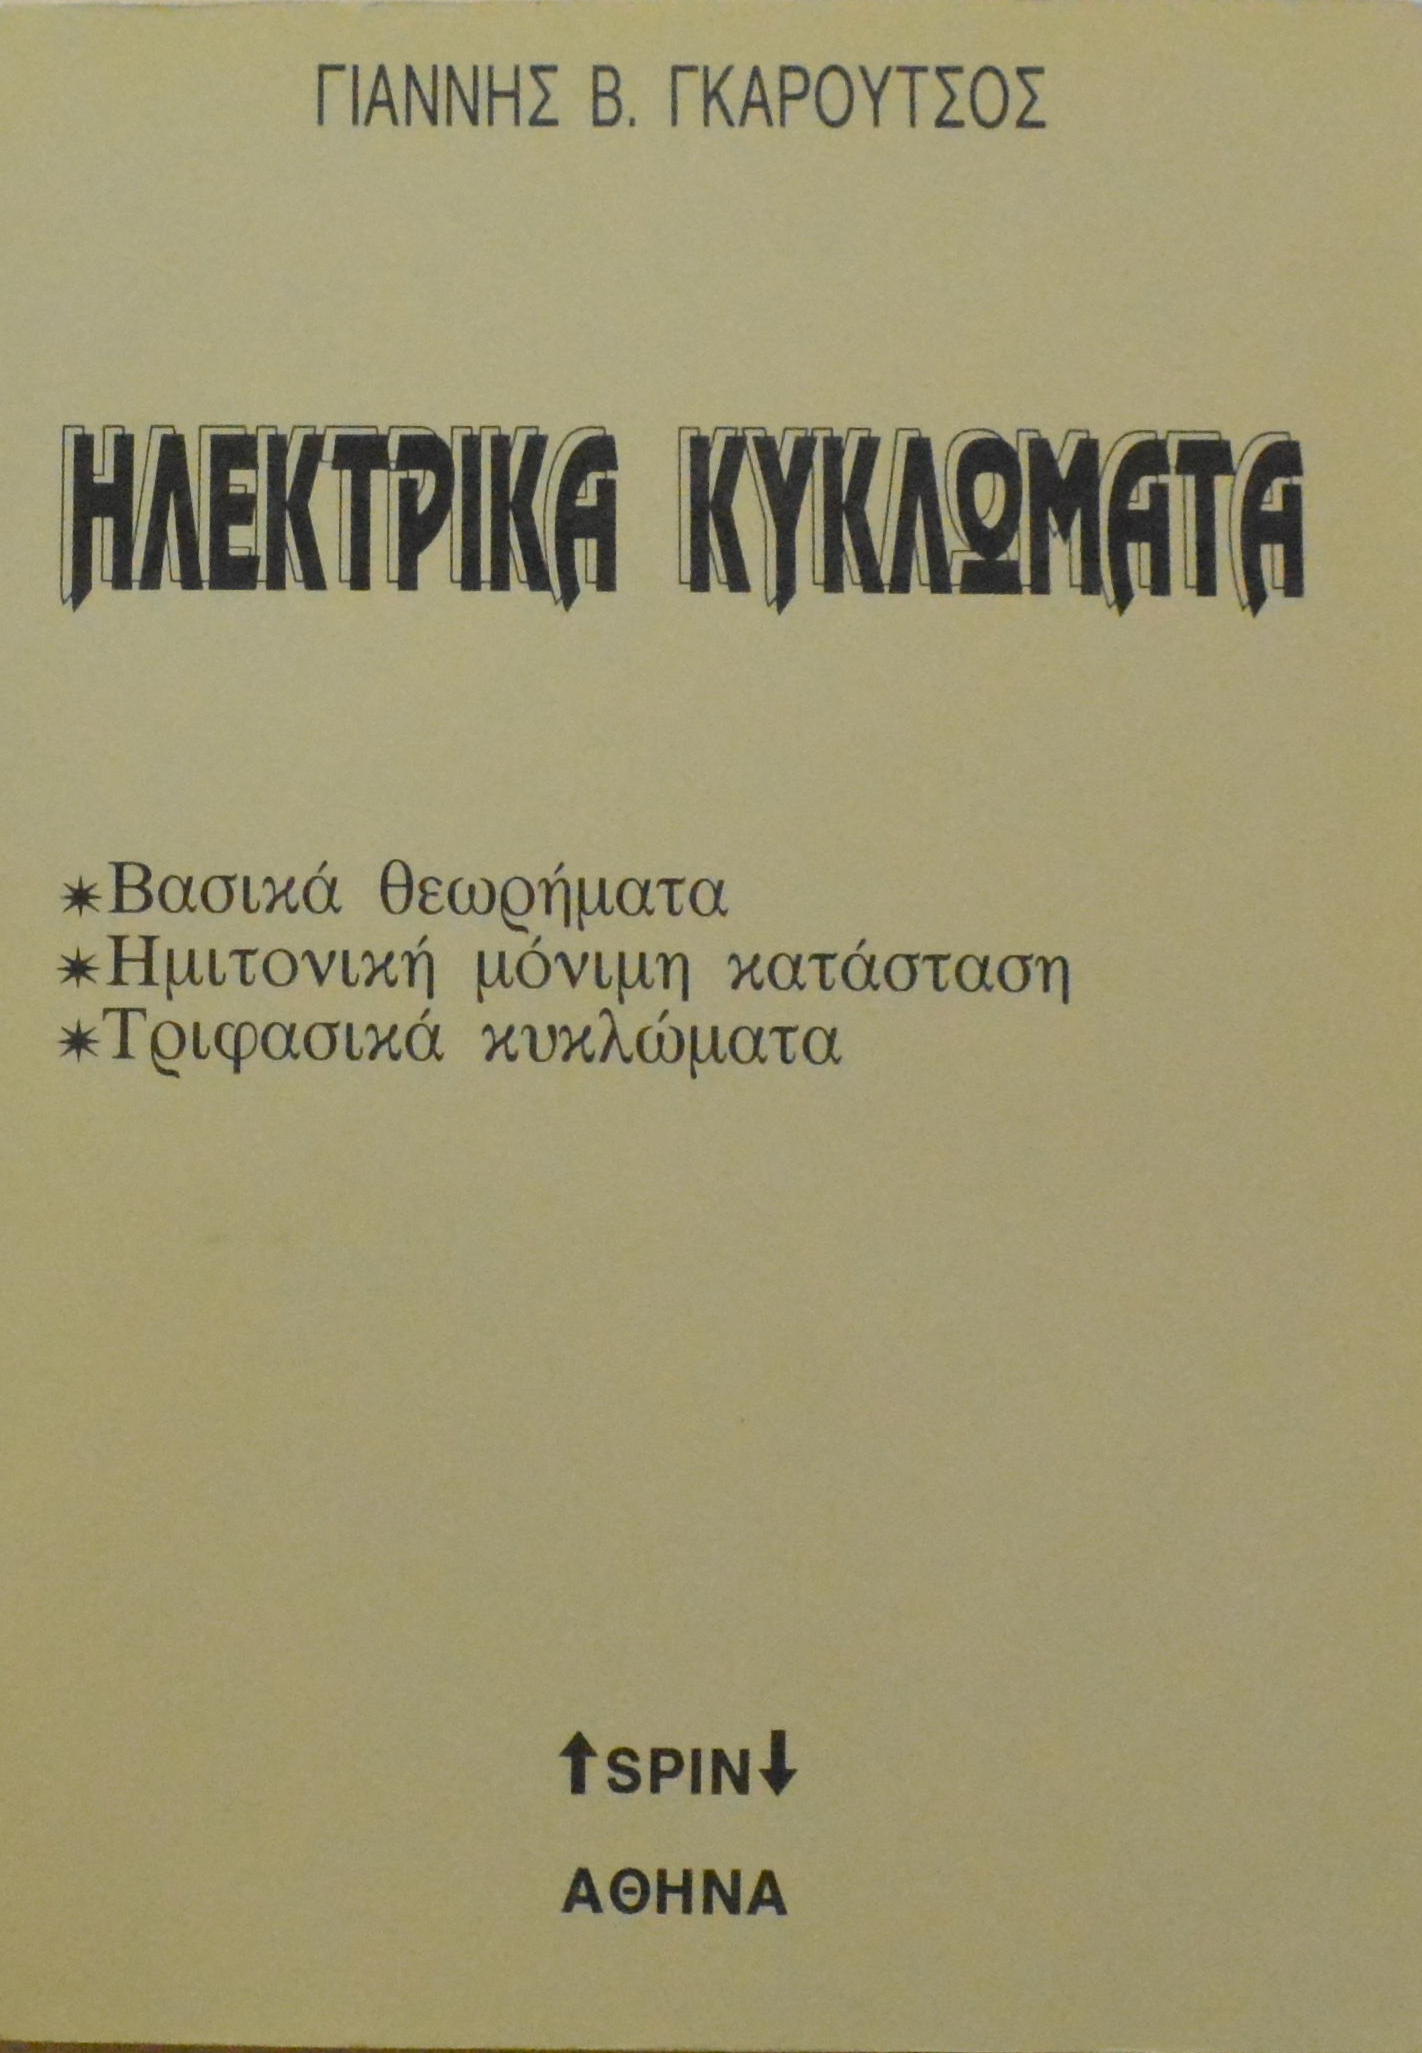 ΓΙΑΝΝΗΣ Β. ΓΚΑΡΟΥΤΣΟΣ
ΗΛΕΚΤΡΙΚΑ ΚΥΚΛΩΜΑΤΑ
✷Βασικά θεωρήματα
✷Ημιτονική μόνιμη κατάσταση
✷Τριφασικά κυκλώματα
↑SPIN↓
ΑΘΗΝΑ